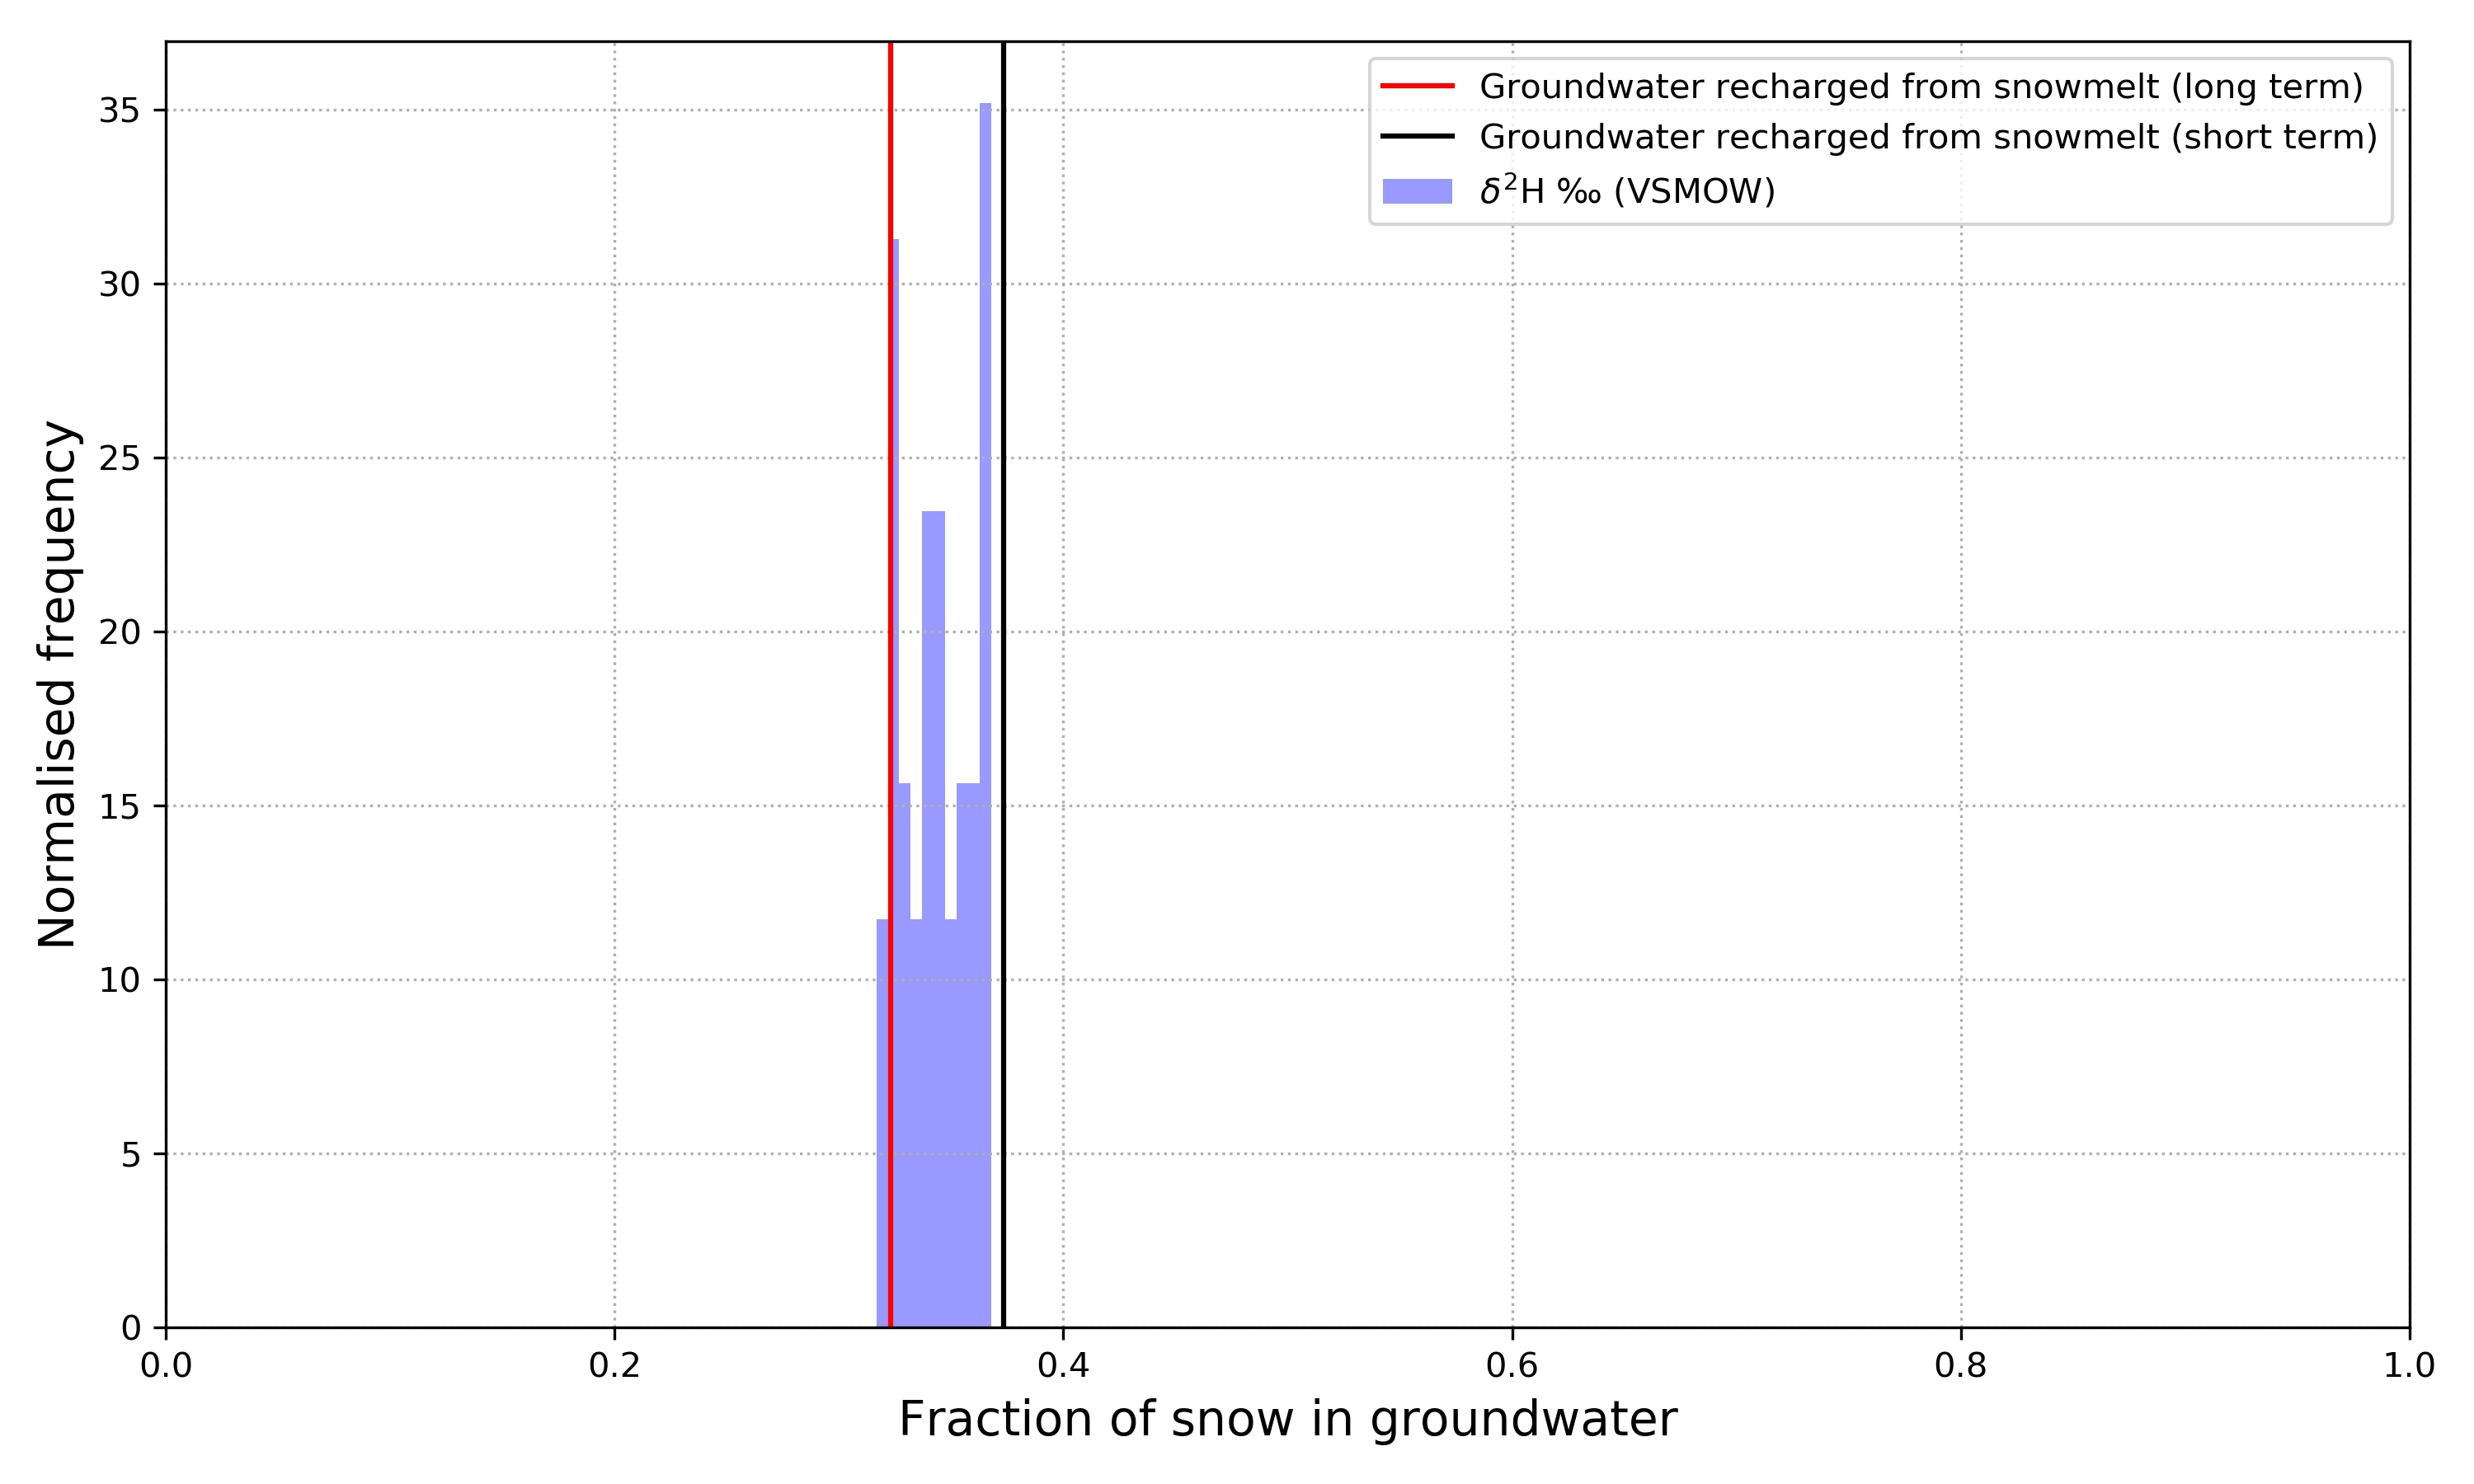 Groundwater recharged from snowmelt (long term)
Groundwater recharged from snowmelt (short term)
δ²H ‰ (VSMOW)
Normalised frequency
35
30
25
20
15
10
5
0
0.0 0.2 0.4 0.6 0.8 1.0
Fraction of snow in groundwater